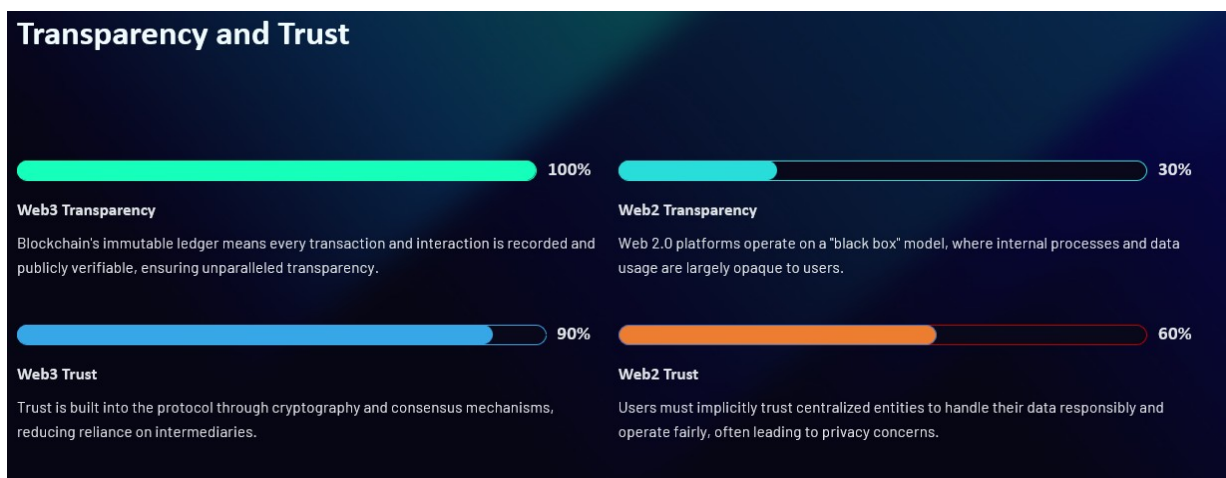 Transparency and Trust
100%
30%
Web3 Transparency
Blockchain's immutable ledger means every transaction and interaction is recorded and
publicly verifiable, ensuring unparalleled transparency.
Web2 Transparency
Web 2.0 platforms operate on a "black box" model, where internal processes and data
usage are largely opaque to users.
90%
60%
Web3 Trust
Trust is built into the protocol through cryptography and consensus mechanisms,
reducing reliance on intermediaries.
Web2 Trust
Users must implicitly trust centralized entities to handle their data responsibly and
operate fairly, often leading to privacy concerns.